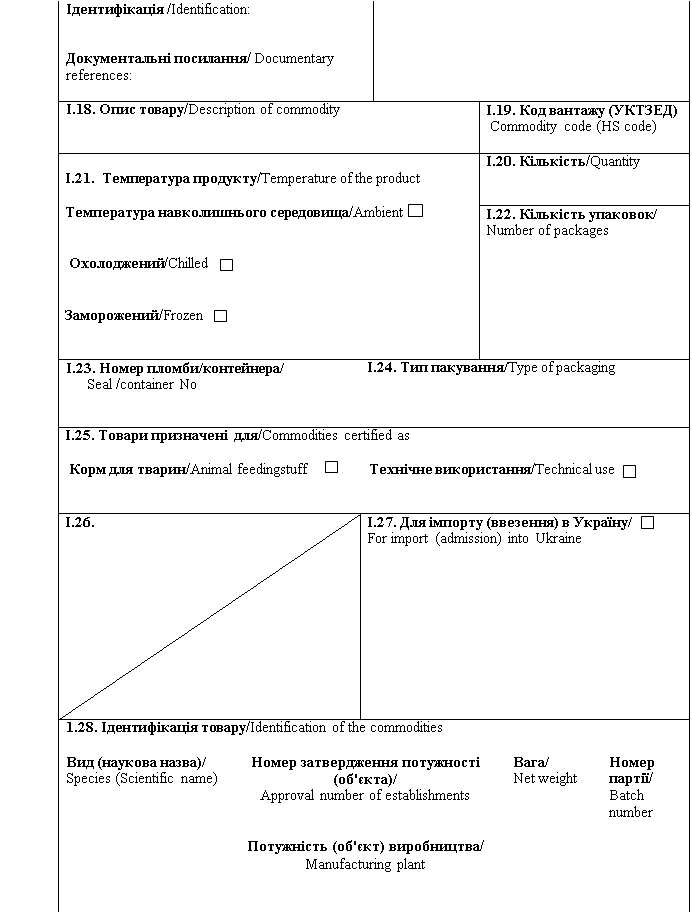 Ідентифікація /Identification:
Документальні посилання/ Documentary
references:
I.18. Опис товару/Description of commodity
I.19. Код вантажу (УКТЗЕД)
Commodity code (HS code)
I.20. Кількість/Quantity
I.21. Температура продукту/Temperature of the product
Температура навколишнього середовища/Ambient
I.22. Кількість упаковок/
Number of packages
Охолоджений/Chilled
Заморожений/Frozen
I.23. Номер пломби/контейнера/
Seal /container No
I.24. Тип пакування/Type of packaging
I.25. Товари призначені для/Commodities certified as
Корм для тварин/Animal feedingstuff
Технічне використання/Technical use
I.26.
I.27. Для імпорту (ввезення) в Україну/
For import (admission) into Ukraine
1.28. Ідентифікація товару/Identification of the commodities
Вид (наукова назва)/
Species (Scientific name)
Номер затвердження потужності
(об'єкта)/
Approval number of establishments
Вага/
Net weight
Номер
партії/
Batch
number
Потужність (об'єкт) виробництва/
Manufacturing plant